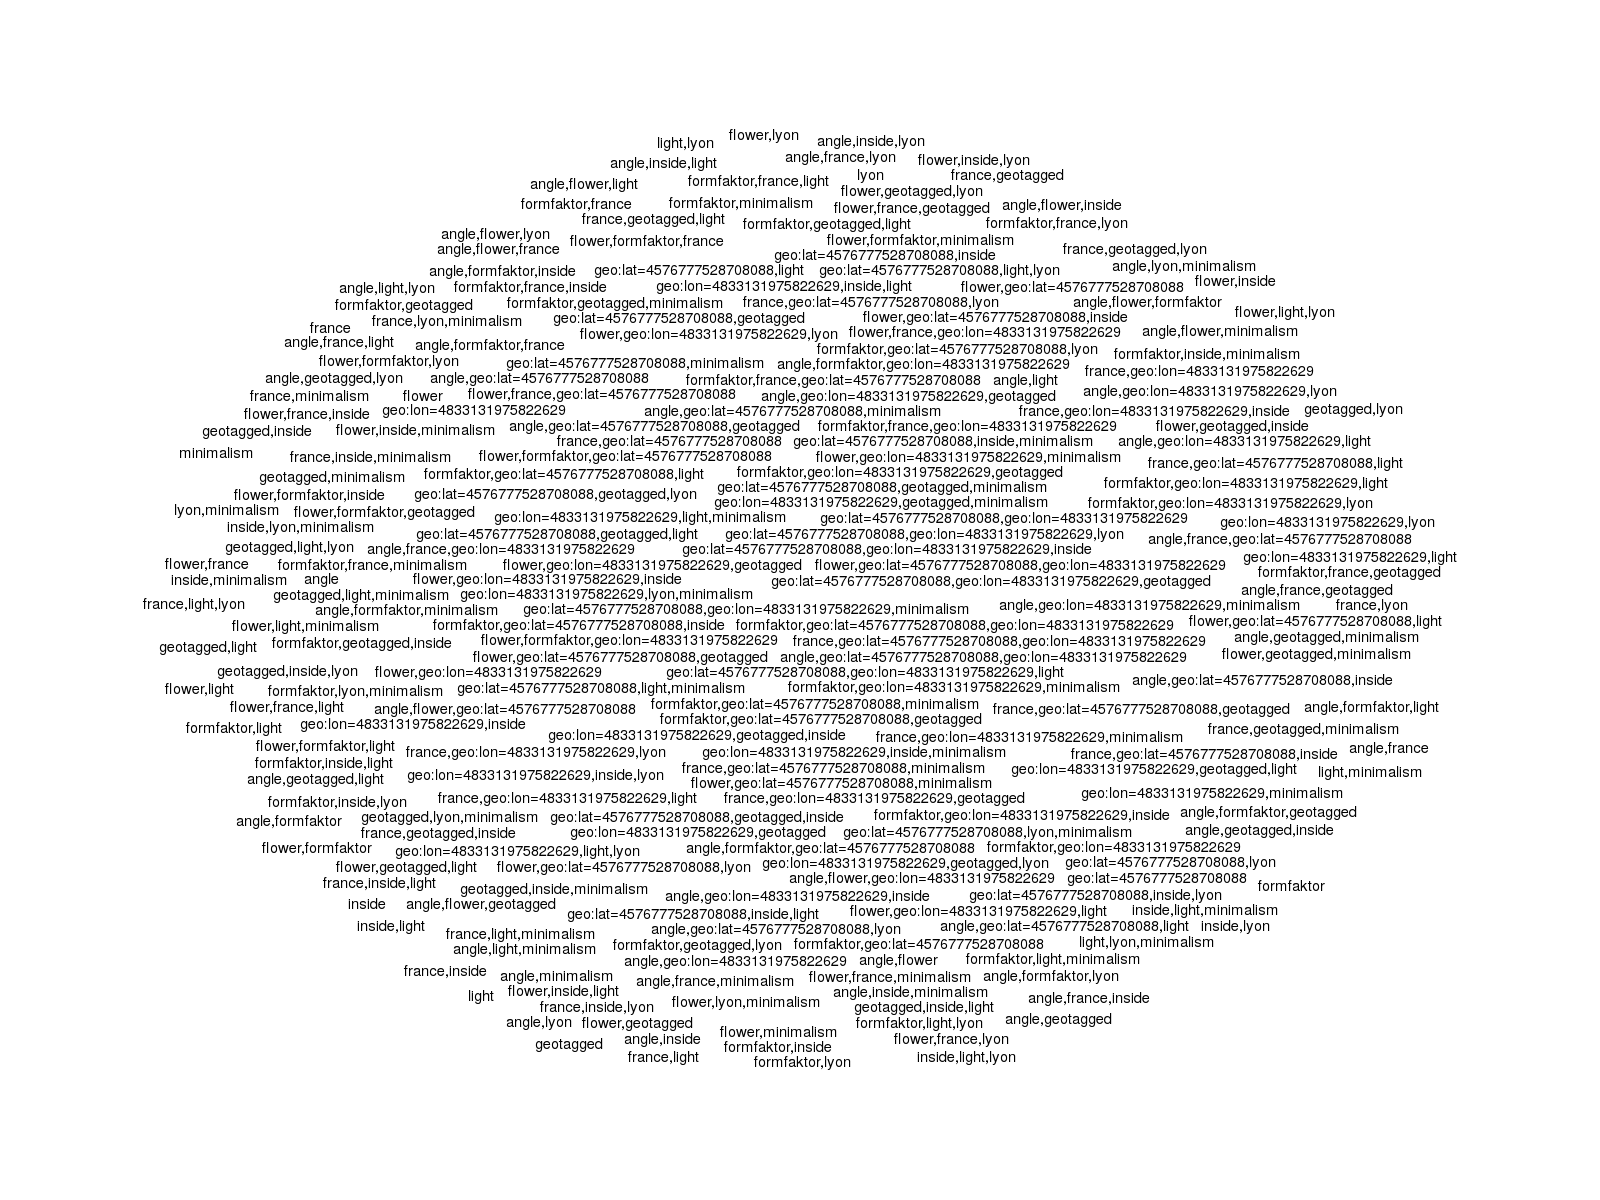 flower,lyon
light,lyon angle,inside,lyon
angle,france,lyon
angle,inside,light flower,inside,lyon
lyon france,geotagged
angle,flower,light formfaktor,france,light
flower,geotagged,lyon
formfaktor,france formfaktor,minimalism flower,france,geotagged angle,flower,inside
france,geotagged,light formfaktor,geotagged,light formfaktor,france,lyon
angle,flower,lyon
flower,formfaktor,france flower,formfaktor,minimalism
angle,flower,france france,geotagged,lyon
geo:lat=4576777528708088,inside
angle,formfaktor,inside geo:lat=4576777528708088,light geo:lat=4576777528708088,light,lyon angle,lyon,minimalism
angle,light,lyon formfaktor,france,inside geo:lon=4833131975822629,inside,light flower,geo:lat=4576777528708088 flower,inside
formfaktor,geotagged formfaktor,geotagged,minimalism france,geo:lat=4576777528708088,lyon angle,flower,formfaktor
flower,light,lyon
france,lyon,minimalism geo:lat=4576777528708088,geotagged flower,geo:lat=4576777528708088,inside
france flower,geo:lon=4833131975822629,lyon flower,france,geo:lon=4833131975822629 angle,flower,minimalism
angle,france,light angle,formfaktor,france
formfaktor,geo:lat=4576777528708088,lyon formfaktor,inside,minimalism
flower,formfaktor,lyon geo:lat=4576777528708088,minimalism angle,formfaktor,geo:lon=4833131975822629
france,geo:lon=4833131975822629
angle,geotagged,lyon angle,geo:lat=4576777528708088 formfaktor,france,geo:lat=4576777528708088 angle,light
france,minimalism flower flower,france,geo:lat=4576777528708088 angle,geo:lon=4833131975822629,geotagged angle,geo:lon=4833131975822629,lyon
flower,france,inside geo:lon=4833131975822629 angle,geo:lat=4576777528708088,minimalism france,geo:lon=4833131975822629,inside geotagged,lyon
geotagged,inside flower,inside,minimalism angle,geo:lat=4576777528708088,geotagged formfaktor,france,geo:lon=4833131975822629 flower,geotagged,inside
france,geo:lat=4576777528708088 geo:lat=4576777528708088,inside,minimalism angle,geo:lon=4833131975822629,light
minimalism france,inside,minimalism flower,formfaktor,geo:lat=4576777528708088 flower,geo:lon=4833131975822629,minimalism
france,geo:lat=4576777528708088,light
geotagged,minimalism formfaktor,geo:lat=4576777528708088,light formfaktor,geo:lon=4833131975822629,geotagged
geo:lat=4576777528708088,geotagged,minimalism formfaktor,geo:lon=4833131975822629,light
flower,formfaktor,inside geo:lat=4576777528708088,geotagged,lyon
geo:lon=4833131975822629,geotagged,minimalism formfaktor,geo:lon=4833131975822629,lyon
lyon,minimalism flower,formfaktor,geotagged
geo:lon=4833131975822629,light,minimalism geo:lat=4576777528708088,geo:lon=4833131975822629 geo:lon=4833131975822629,lyon
inside,lyon,minimalism geo:lat=4576777528708088,geotagged,light geo:lat=4576777528708088,geo:lon=4833131975822629,lyon angle,france,geo:lat=4576777528708088
geotagged,light,lyon angle,france,geo:lon=4833131975822629 geo:lat=4576777528708088,geo:lon=4833131975822629,inside
geo:lon=4833131975822629,light
flower,france formfaktor,france,minimalism flower,geo:lon=4833131975822629,geotagged flower,geo:lat=4576777528708088,geo:lon=4833131975822629
formfaktor,france,geotagged
inside,minimalism angle flower,geo:lon=4833131975822629,inside geo:lat=4576777528708088,geo:lon=4833131975822629,geotagged
geotagged,light,minimalism geo:lon=4833131975822629,lyon,minimalism angle,france,geotagged
france,light,lyon angle,formfaktor,minimalism geo:lat=4576777528708088,geo:lon=4833131975822629,minimalism angle,geo:lon=4833131975822629,minimalism france,lyon
flower,light,minimalism formfaktor,geo:lat=4576777528708088,inside formfaktor,geo:lat=4576777528708088,geo:lon=4833131975822629 flower,geo:lat=4576777528708088,light
geotagged,light formfaktor,geotagged,inside flower,formfaktor,geo:lon=4833131975822629 france,geo:lat=4576777528708088,geo:lon=4833131975822629 angle,geotagged,minimalism
flower,geo:lat=4576777528708088,geotagged angle,geo:lat=4576777528708088,geo:lon=4833131975822629 flower,geotagged,minimalism
geotagged,inside,lyon flower,geo:lon=4833131975822629 geo:lat=4576777528708088,geo:lon=4833131975822629,light
angle,geo:lat=4576777528708088,inside
flower,light formfaktor,lyon,minimalism geo:lat=4576777528708088,light,minimalism formfaktor,geo:lon=4833131975822629,minimalism
flower,france,light angle,flower,geo:lat=4576777528708088 formfaktor,geo:lat=4576777528708088,minimalism france,geo:lat=4576777528708088,geotagged angle,formfaktor,light
formfaktor,light geo:lon=4833131975822629,inside formfaktor,geo:lat=4576777528708088,geotagged france,geotagged,minimalism
geo:lon=4833131975822629,geotagged,inside france,geo:lon=4833131975822629,minimalism
flower,formfaktor,light france,geo:lon=4833131975822629,lyon geo:lon=4833131975822629,inside,minimalism france,geo:lat=4576777528708088,inside angle,france
formfaktor,inside,light france,geo:lat=4576777528708088,minimalism geo:lon=4833131975822629,geotagged,light light,minimalism
angle,geotagged,light geo:lon=4833131975822629,inside,lyon flower,geo:lat=4576777528708088,minimalism
formfaktor,inside,lyon france,geo:lon=4833131975822629,light france,geo:lon=4833131975822629,geotagged geo:lon=4833131975822629,minimalism
angle,formfaktor geotagged,lyon,minimalism geo:lat=4576777528708088,geotagged,inside formfaktor,geo:lon=4833131975822629,inside angle,formfaktor,geotagged
france,geotagged,inside geo:lon=4833131975822629,geotagged geo:lat=4576777528708088,lyon,minimalism angle,geotagged,inside
flower,formfaktor geo:lon=4833131975822629,light,lyon angle,formfaktor,geo:lat=4576777528708088 formfaktor,geo:lon=4833131975822629
flower,geotagged,light flower,geo:lat=4576777528708088,lyon geo:lon=4833131975822629,geotagged,lyon geo:lat=4576777528708088,lyon
france,inside,light angle,flower,geo:lon=4833131975822629 geo:lat=4576777528708088 formfaktor
geotagged,inside,minimalism angle,geo:lon=4833131975822629,inside geo:lat=4576777528708088,inside,lyon
inside angle,flower,geotagged geo:lat=4576777528708088,inside,light flower,geo:lon=4833131975822629,light inside,light,minimalism
inside,light france,light,minimalism angle,geo:lat=4576777528708088,lyon angle,geo:lat=4576777528708088,light inside,lyon
angle,light,minimalism formfaktor,geotagged,lyon formfaktor,geo:lat=4576777528708088 light,lyon,minimalism
angle,geo:lon=4833131975822629 angle,flower formfaktor,light,minimalism
france,inside angle,minimalism angle,france,minimalism flower,france,minimalism angle,formfaktor,lyon
light flower,inside,light angle,inside,minimalism angle,france,inside
france,inside,lyon flower,lyon,minimalism geotagged,inside,light
angle,lyon flower,geotagged formfaktor,light,lyon angle,geotagged
flower,minimalism
geotagged angle,inside formfaktor,inside flower,france,lyon
france,light formfaktor,lyon inside,light,lyon